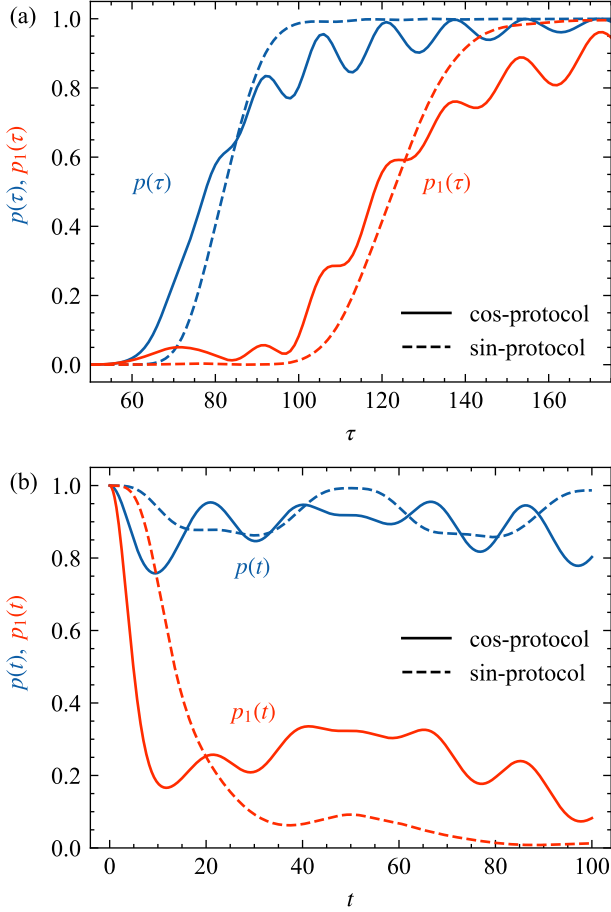 (a)
1.0
0.8
0.6
0.4
0.2
0.0
p(τ), p₁(τ)
p(τ)
p₁(τ)
cos-protocol
sin-protocol
60 80 100 120 140 160
τ
(b)
1.0
0.8
0.6
0.4
0.2
0.0
p(t), p₁(t)
p(t)
p₁(t)
cos-protocol
sin-protocol
0 20 40 60 80 100
t